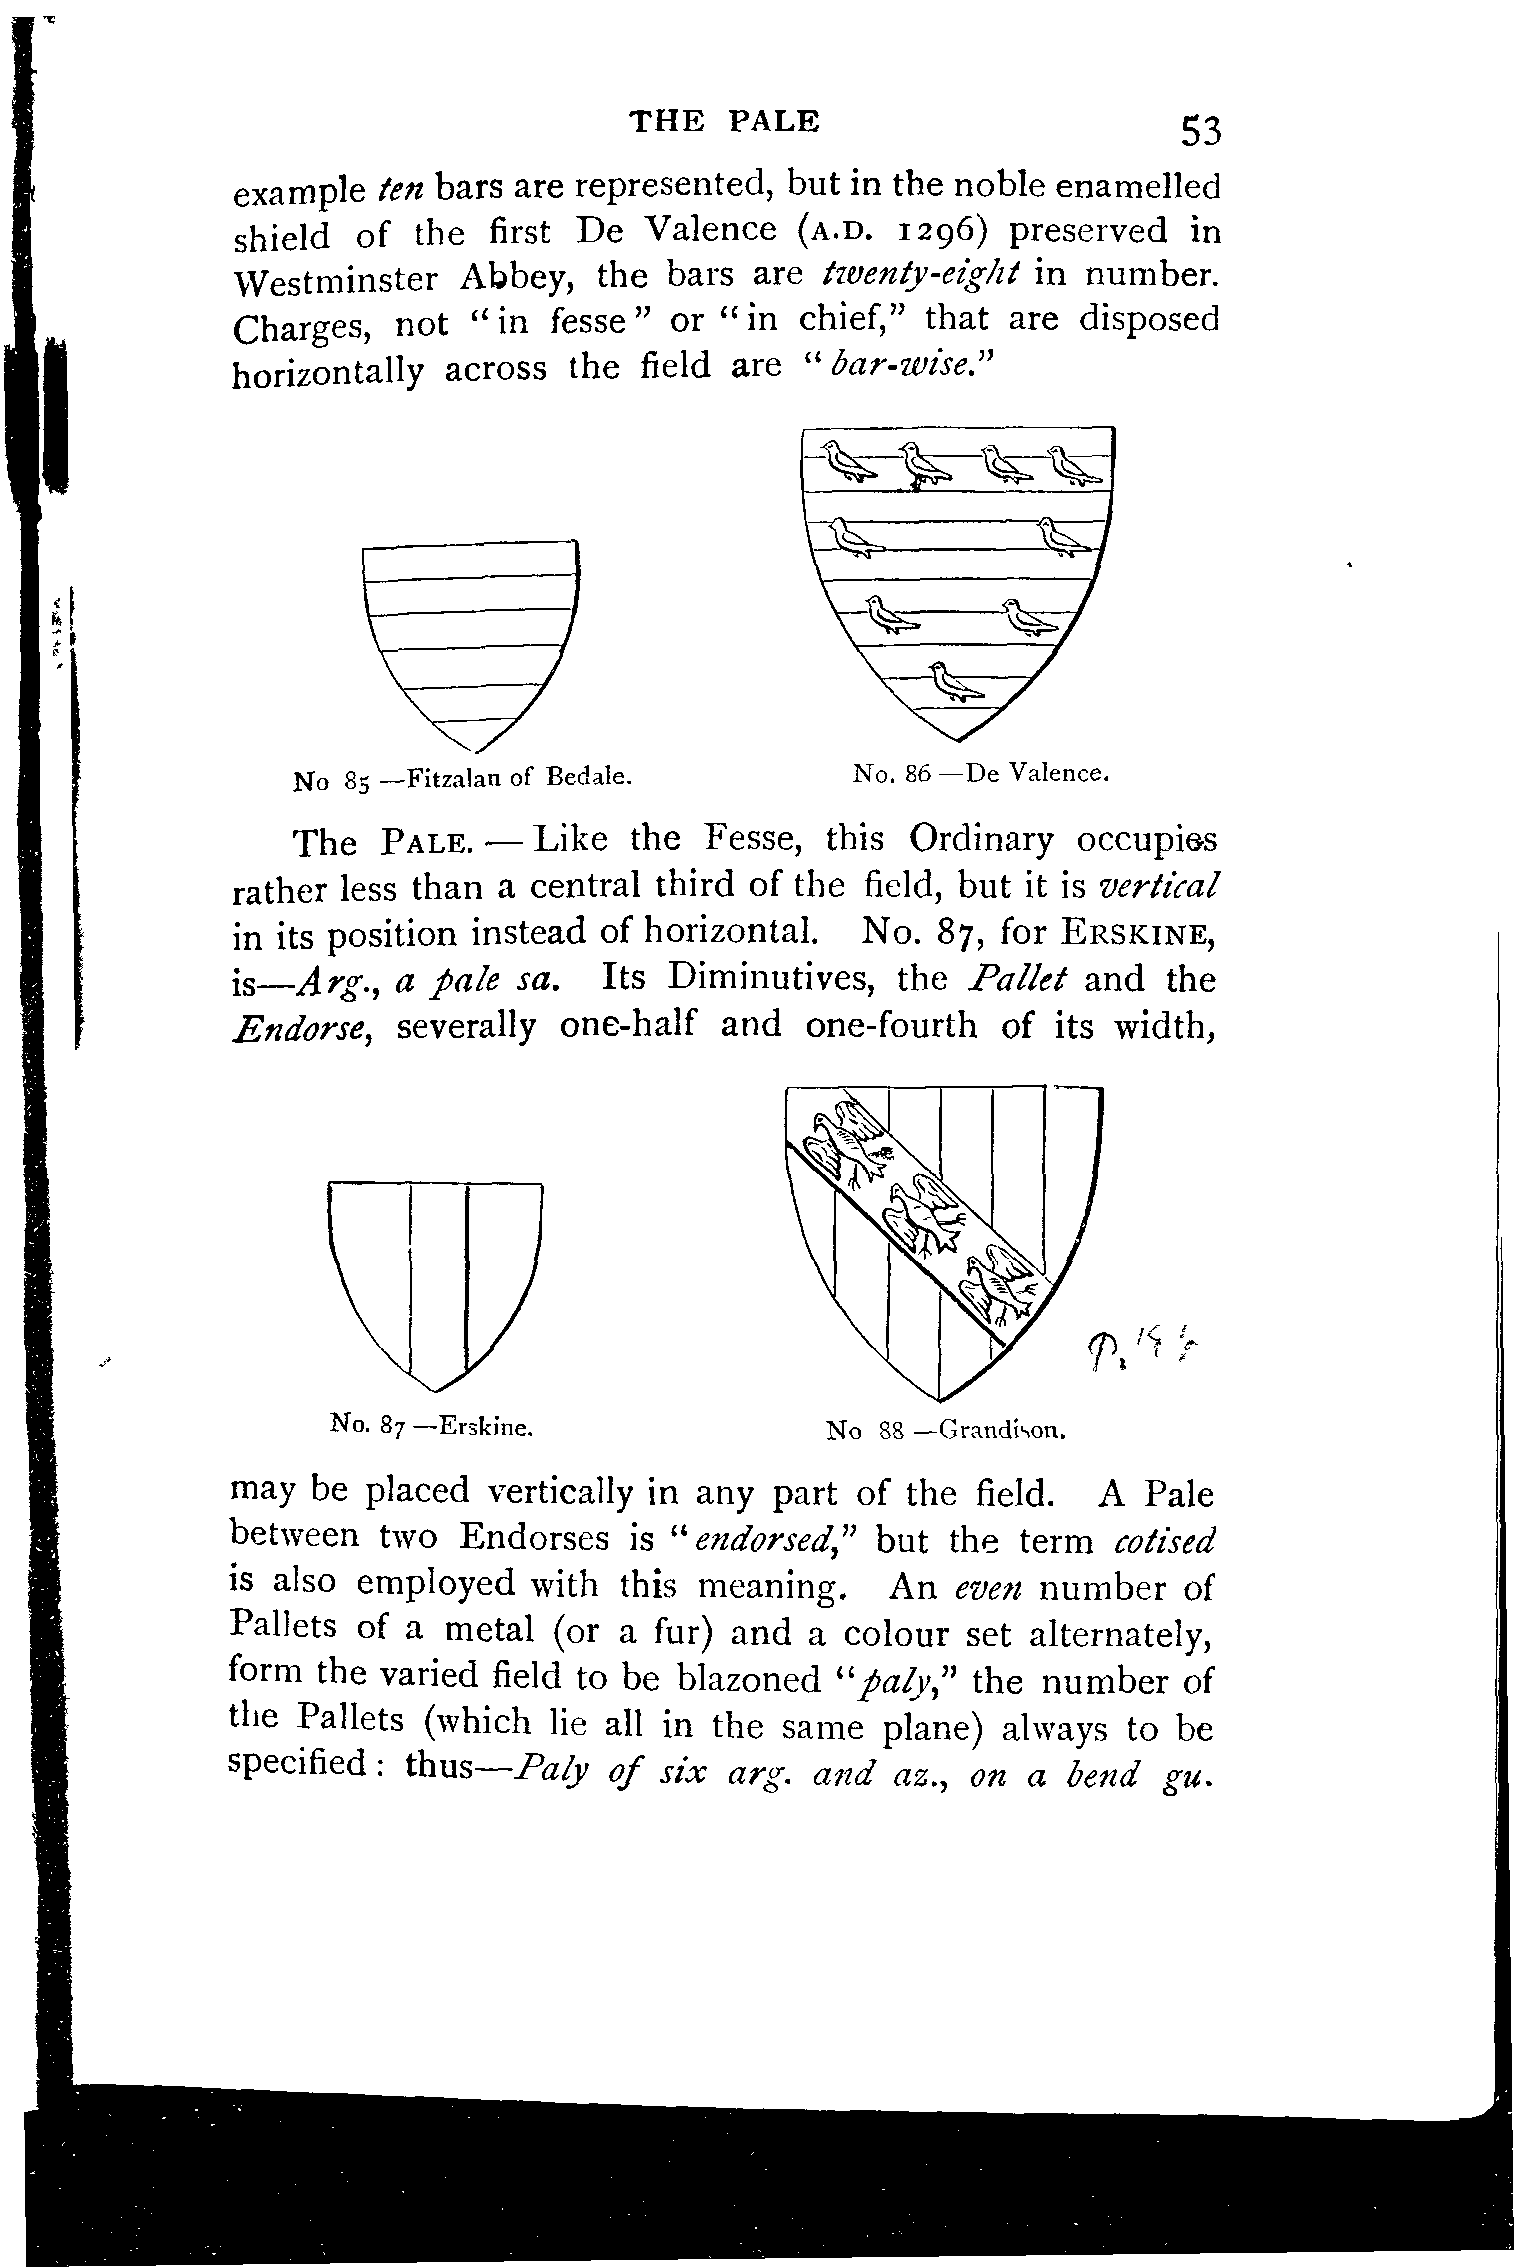 THE PALE 53
example ten bars are represented, but in the noble enamelled
shield of the first De Valence (A.D. 1296) preserved in
Westminster Abbey, the bars are twenty-eight in number.
Charges, not "in fesse" or "in chief," that are disposed
horizontally across the field are "bar-wise."
No 85 —Fitzalan of Bedale.
No. 86 —De Valence.
The PALE. — Like the Fesse, this Ordinary occupies
rather less than a central third of the field, but it is vertical
in its position instead of horizontal. No. 87, for ERSKINE,
is—Arg., a pale sa. Its Diminutives, the Pallet and the
Endorse, severally one-half and one-fourth of its width,
No. 87 —Erskine.
No 88 —Grandison.
may be placed vertically in any part of the field. A Pale
between two Endorses is "endorsed," but the term cotised
is also employed with this meaning. An even number of
Pallets of a metal (or a fur) and a colour set alternately,
form the varied field to be blazoned "paly," the number of
the Pallets (which lie all in the same plane) always to be
specified: thus—Paly of six arg. and az., on a bend gu.